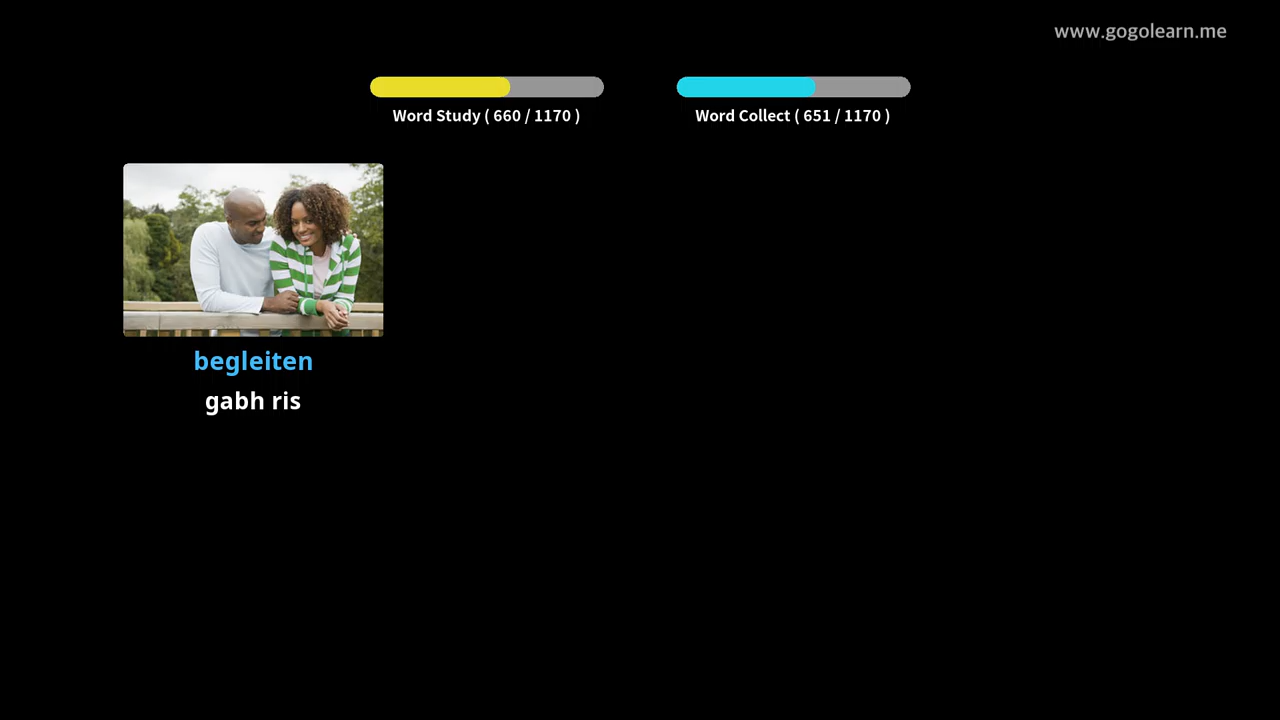 www.gogolearn.me
Word Study ( 660 / 1170 )
Word Collect ( 651 / 1170 )
begleiten
gabh ris